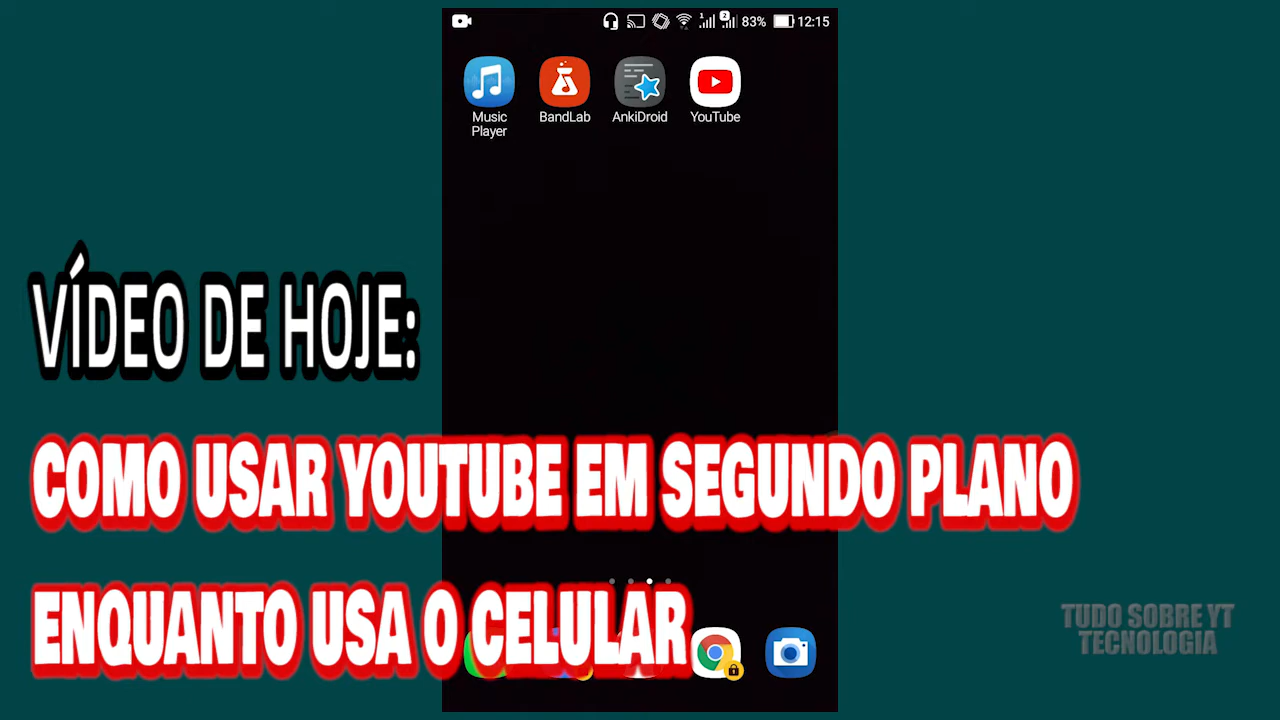 83% 12:15
2
Music
Player
BandLab
AnkiDroid
YouTube
VÍDEO DE HOJE:
COMO USAR YOUTUBE EM SEGUNDO PLANO
ENQUANTO USA O CELULAR
TUDO SOBRE YT
TECNOLOGIA